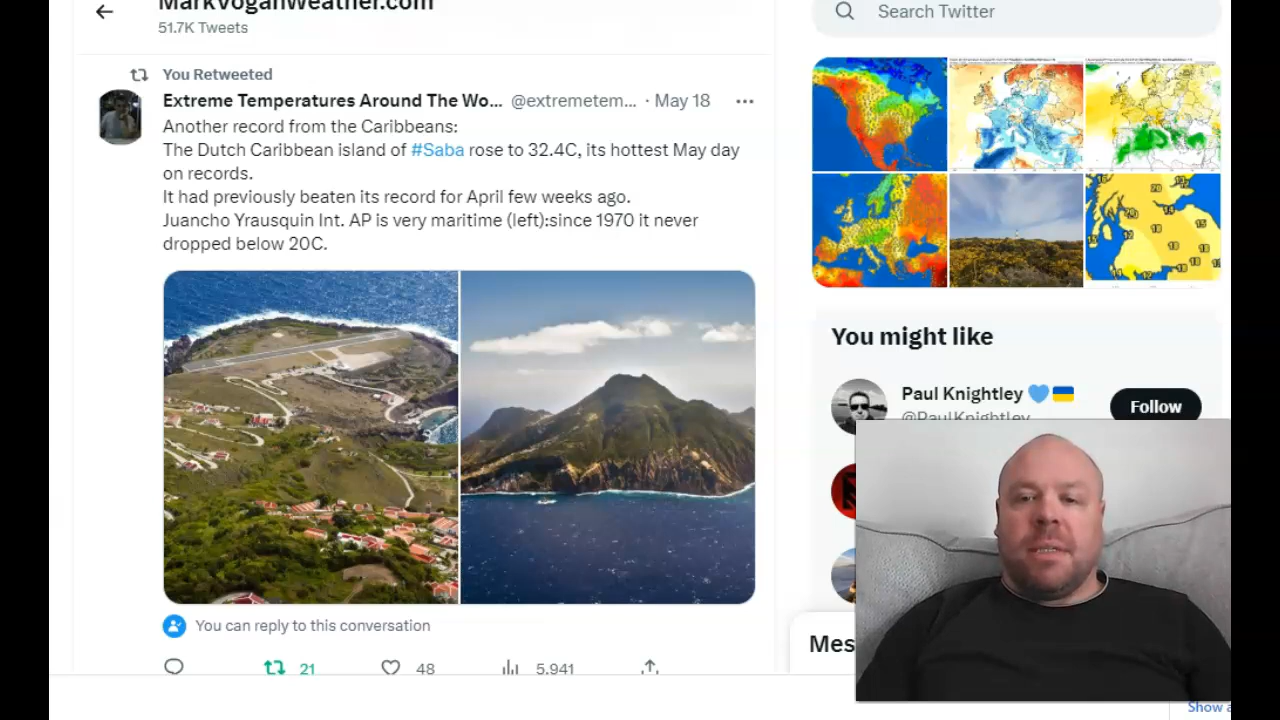 MarkVoganWeather.com
51.7K Tweets
Search Twitter
You Retweeted
Extreme Temperatures Around The Wo... @extremetem... · May 18
Another record from the Caribbeans:
The Dutch Caribbean island of #Saba rose to 32.4C, its hottest May day
on records.
It had previously beaten its record for April few weeks ago.
Juancho Yrausquin Int. AP is very maritime (left):since 1970 it never
dropped below 20C.
You can reply to this conversation
21
48
5,941
You might like
Paul Knightley
@PaulKnightley
Follow
Mes
Show